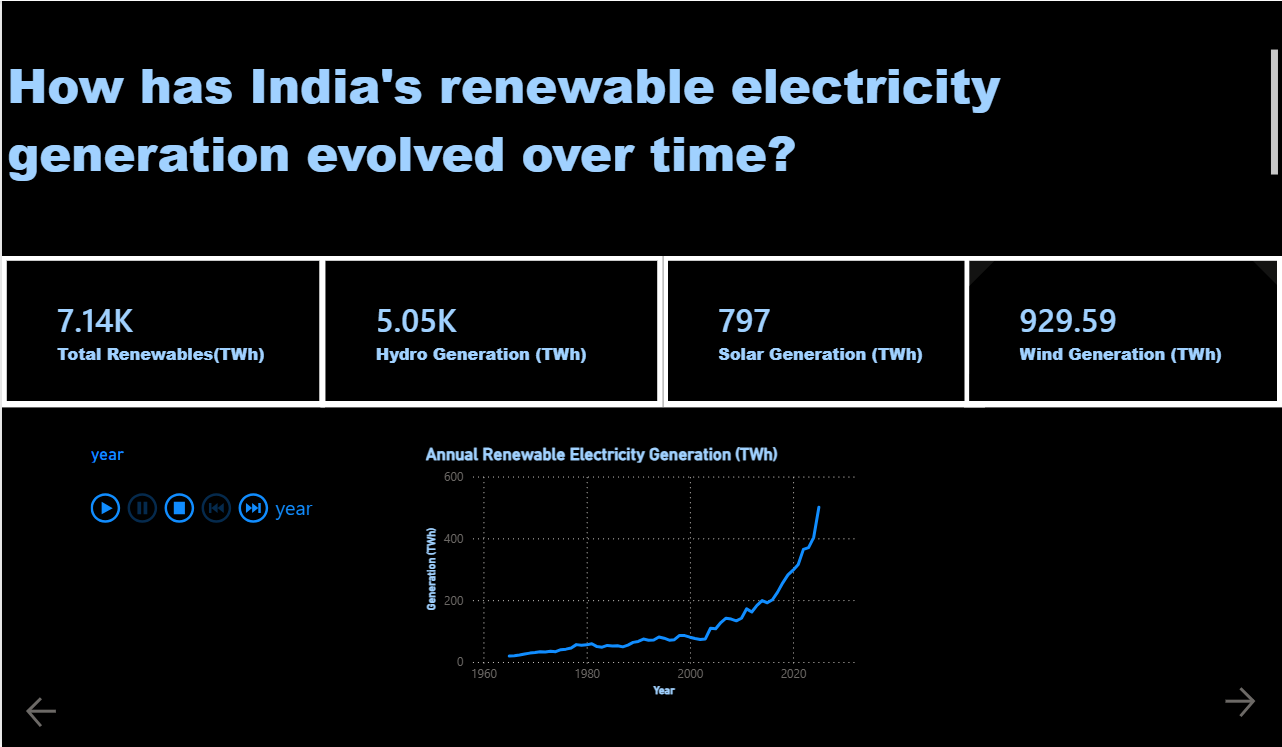 How has India's renewable electricity
generation evolved over time?
7.14K
Total Renewables(TWh)
5.05K
Hydro Generation (TWh)
797
Solar Generation (TWh)
929.59
Wind Generation (TWh)
year
year
Annual Renewable Electricity Generation (TWh)
Generation (TWh)
600
400
200
0
1960 1980 2000 2020
Year